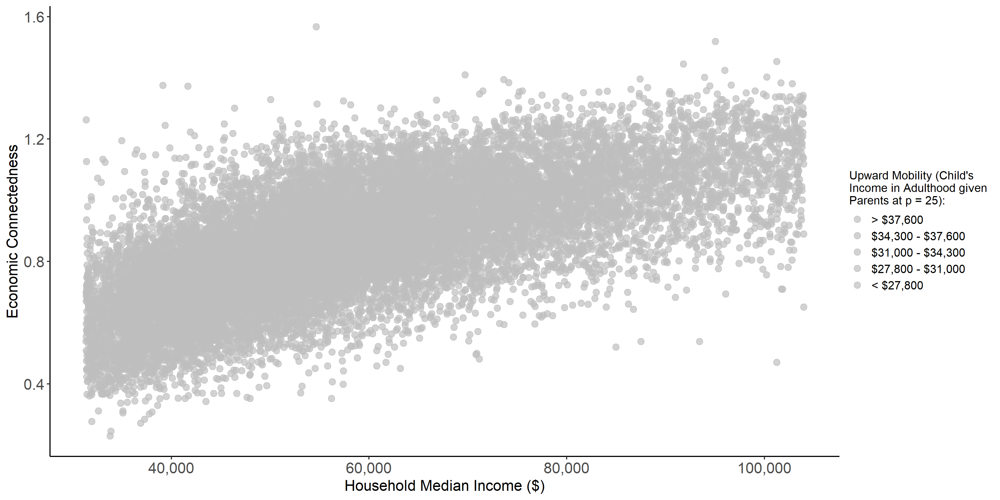 1.6
1.2
0.8
0.4
Economic Connectedness
40,000
60,000
80,000
100,000
Household Median Income ($)
Upward Mobility (Child's
Income in Adulthood given
Parents at p = 25):
> $37,600
$34,300 - $37,600
$31,000 - $34,300
$27,800 - $31,000
< $27,800